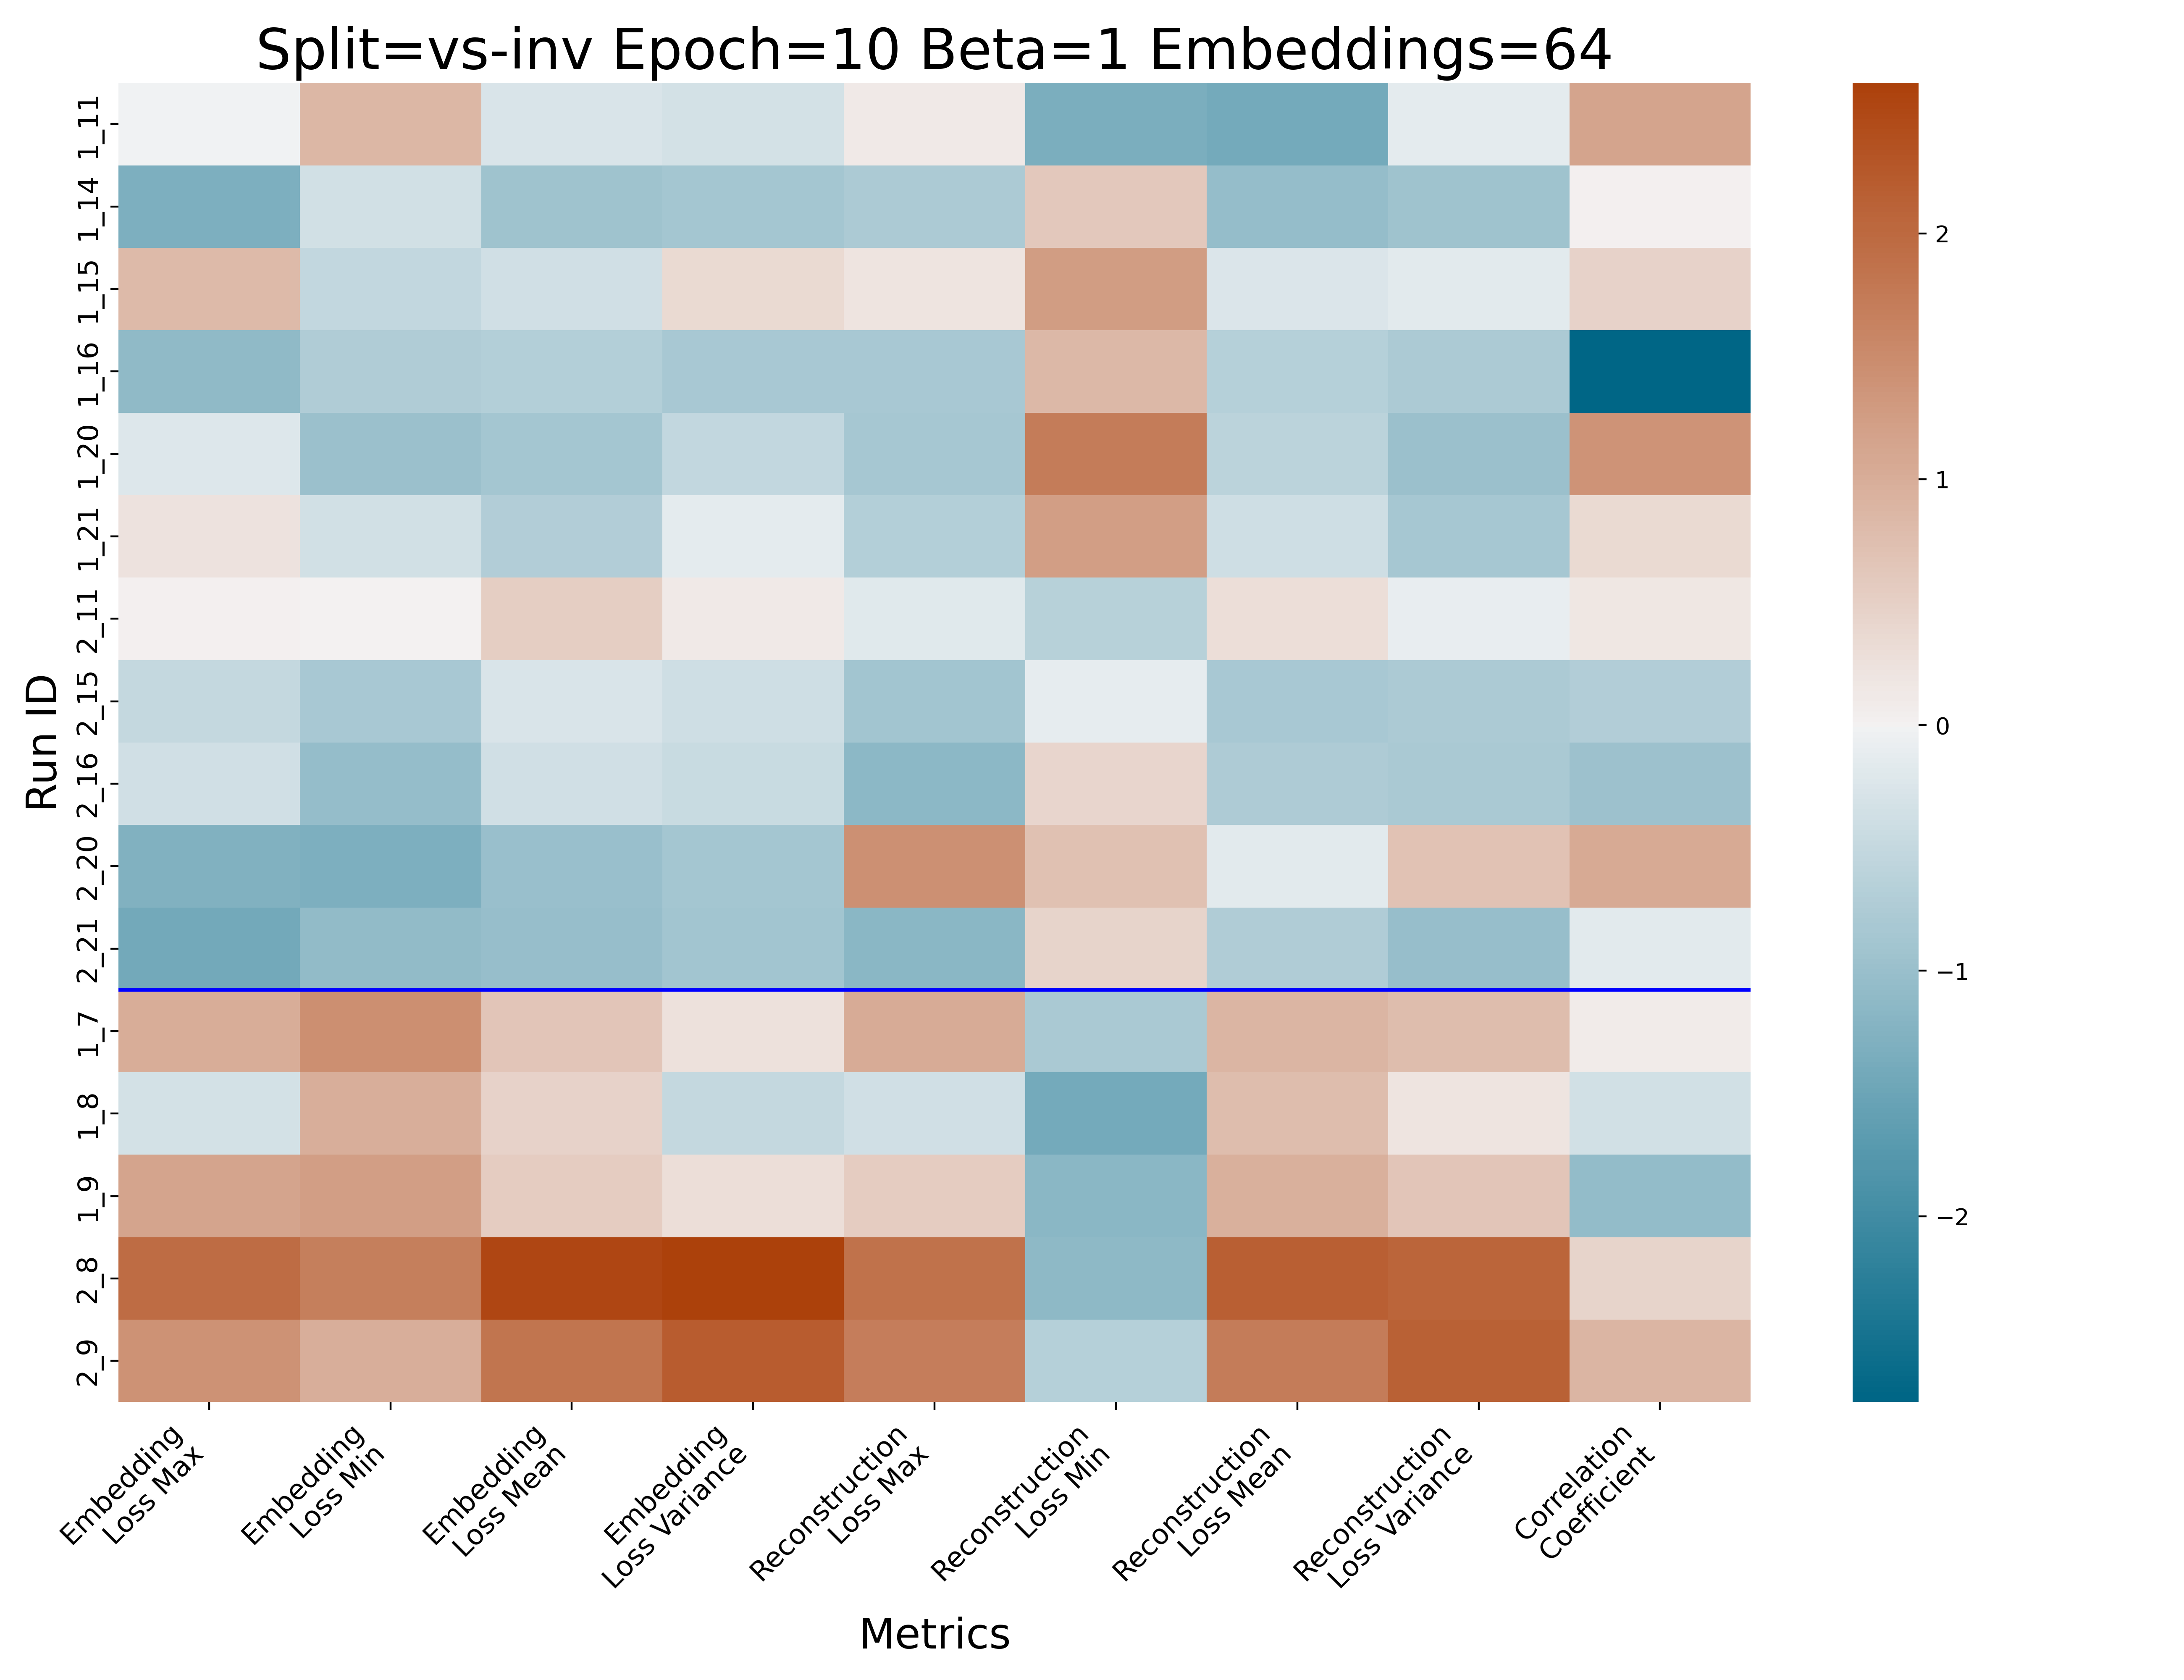 Split=vs-inv Epoch=10 Beta=1 Embeddings=64
Run ID
1_11
1_14
1_15
1_16
1_20
1_21
2_11
2_15
2_16
2_20
2_21
1_7
1_8
1_9
2_8
2_9
Embedding
Loss Max
Embedding
Loss Min
Embedding
Loss Mean
Embedding
Loss Variance
Reconstruction
Loss Max
Reconstruction
Loss Min
Reconstruction
Loss Mean
Reconstruction
Loss Variance
Correlation
Coefficient
Metrics
2
1
0
−1
−2